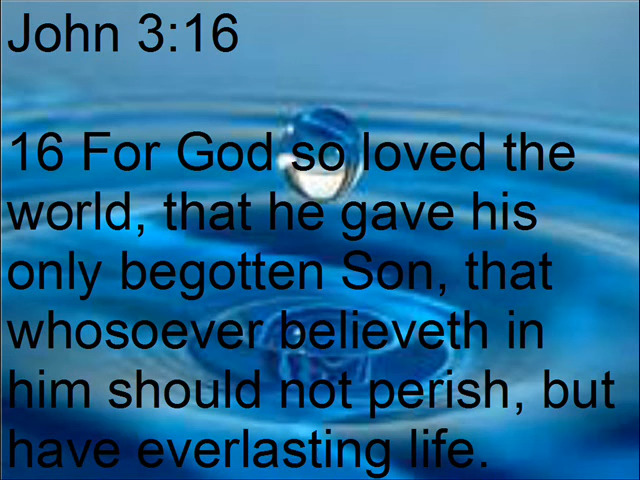 John 3:16
16 For God so loved the
world, that he gave his
only begotten Son, that
whosoever believeth in
him should not perish, but
have everlasting life.